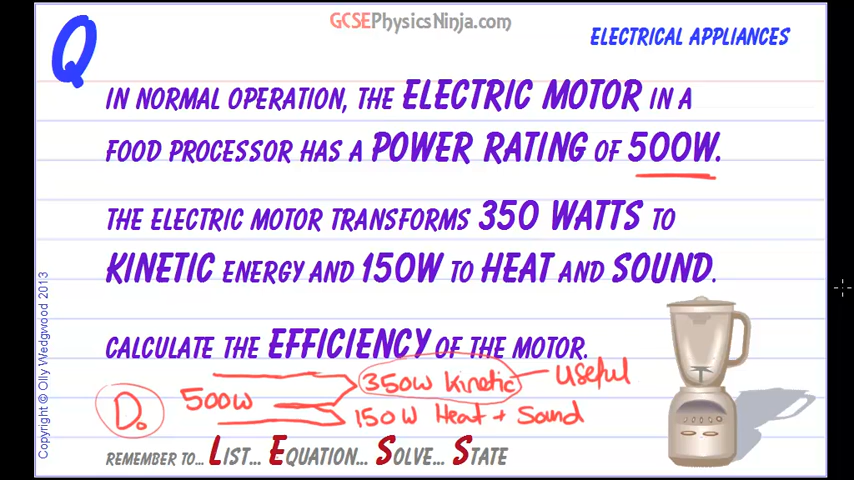 GCSEPhysicsNinja.com
Q
ELECTRICAL APPLIANCES
IN NORMAL OPERATION, THE ELECTRIC MOTOR IN A
FOOD PROCESSOR HAS A POWER RATING OF 500W.
THE ELECTRIC MOTOR TRANSFORMS 350 WATTS TO
KINETIC ENERGY AND 150W TO HEAT AND SOUND.
CALCULATE THE EFFICIENCY OF THE MOTOR.
D. 500W 350W kinetic Useful
150W Heat + Sound
REMEMBER TO... LIST... EQUATION... SOLVE... STATE
Copyright © Olly Wedgwood 2013